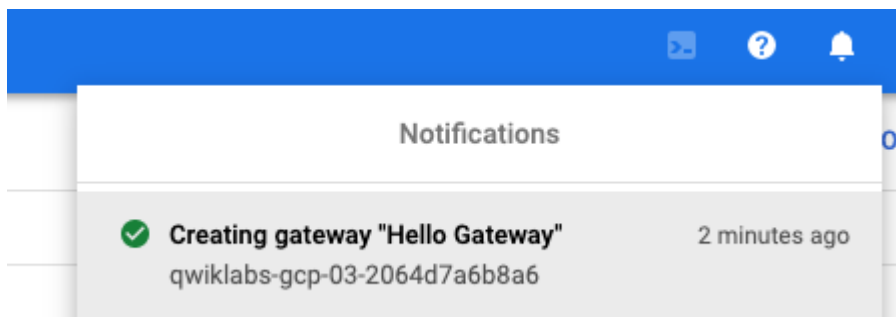 Notifications
Creating gateway "Hello Gateway" 2 minutes ago
qwiklabs-gcp-03-2064d7a6b8a6